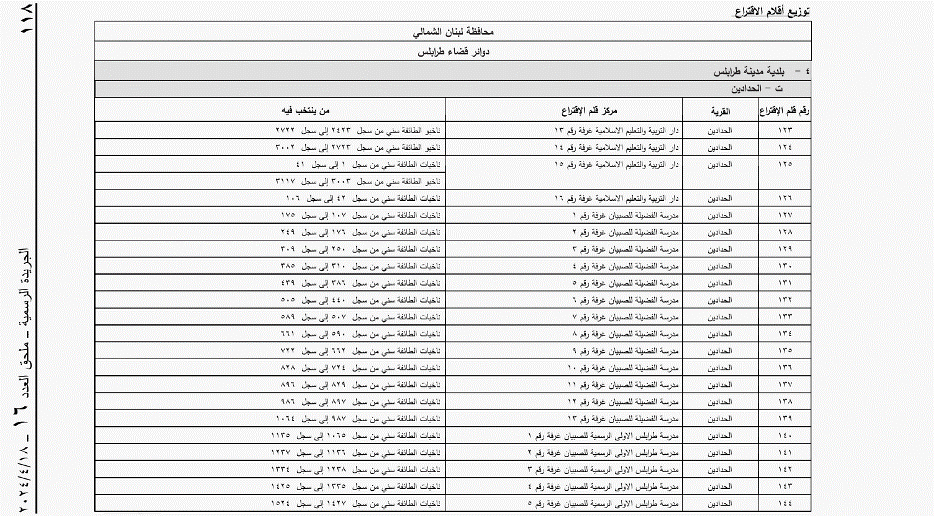 توزيع أقلام الاقتراع
محافظة لبنان الشمالي
دوائر قضاء طرابلس
٤ - بلدية مدينة طرابلس
ت - الحدادين
رقم قلم الإقتراع القرية مركز قلم الإقتراع من ينتخب فيه
١٢٣ الحدادين دار التربية والتعليم الاسلامية غرفة رقم ١٣ ناخبو الطائفة سني من سجل ٢٤٢٣ إلى سجل ٢٧٢٢
١٢٤ الحدادين دار التربية والتعليم الاسلامية غرفة رقم ١٤ ناخبو الطائفة سني من سجل ٢٧٢٣ إلى سجل ٣٠٠٢
١٢٥ الحدادين دار التربية والتعليم الاسلامية غرفة رقم ١٥ ناخبات الطائفة سني من سجل ١ إلى سجل ٤١
ناخبو الطائفة سني من سجل ٣٠٠٣ إلى سجل ٣١١٧
١٢٦ الحدادين دار التربية والتعليم الاسلامية غرفة رقم ١٦ ناخبات الطائفة سني من سجل ٤٢ إلى سجل ١٠٦
١٢٧ الحدادين مدرسة الفضيلة للصبيان غرفة رقم ١ ناخبات الطائفة سني من سجل ١٠٧ إلى سجل ١٧٥
١٢٨ الحدادين مدرسة الفضيلة للصبيان غرفة رقم ٢ ناخبات الطائفة سني من سجل ١٧٦ إلى سجل ٢٤٩
١٢٩ الحدادين مدرسة الفضيلة للصبيان غرفة رقم ٣ ناخبات الطائفة سني من سجل ٢٥٠ إلى سجل ٣٠٩
١٣٠ الحدادين مدرسة الفضيلة للصبيان غرفة رقم ٤ ناخبات الطائفة سني من سجل ٣١٠ إلى سجل ٣٨٥
١٣١ الحدادين مدرسة الفضيلة للصبيان غرفة رقم ٥ ناخبات الطائفة سني من سجل ٣٨٦ إلى سجل ٤٣٩
١٣٢ الحدادين مدرسة الفضيلة للصبيان غرفة رقم ٦ ناخبات الطائفة سني من سجل ٤٤٠ إلى سجل ٥٠٥
١٣٣ الحدادين مدرسة الفضيلة للصبيان غرفة رقم ٧ ناخبات الطائفة سني من سجل ٥٠٧ إلى سجل ٥٨٩
١٣٤ الحدادين مدرسة الفضيلة للصبيان غرفة رقم ٨ ناخبات الطائفة سني من سجل ٥٩٠ إلى سجل ٦٦١
١٣٥ الحدادين مدرسة الفضيلة للصبيان غرفة رقم ٩ ناخبات الطائفة سني من سجل ٦٦٢ إلى سجل ٧٢٢
١٣٦ الحدادين مدرسة الفضيلة للصبيان غرفة رقم ١٠ ناخبات الطائفة سني من سجل ٧٢٤ إلى سجل ٨٢٨
١٣٧ الحدادين مدرسة الفضيلة للصبيان غرفة رقم ١١ ناخبات الطائفة سني من سجل ٨٢٩ إلى سجل ٨٩٦
١٣٨ الحدادين مدرسة الفضيلة للصبيان غرفة رقم ١٢ ناخبات الطائفة سني من سجل ٨٩٧ إلى سجل ٩٨٦
١٣٩ الحدادين مدرسة الفضيلة للصبيان غرفة رقم ١٣ ناخبات الطائفة سني من سجل ٩٨٧ إلى سجل ١٠٦٤
١٤٠ الحدادين مدرسة طرابلس الاولى الرسمية للصبيان غرفة رقم ١ ناخبات الطائفة سني من سجل ١٠٦٥ إلى سجل ١١٣٥
١٤١ الحدادين مدرسة طرابلس الاولى الرسمية للصبيان غرفة رقم ٢ ناخبات الطائفة سني من سجل ١١٣٦ إلى سجل ١٢٣٧
١٤٢ الحدادين مدرسة طرابلس الاولى الرسمية للصبيان غرفة رقم ٣ ناخبات الطائفة سني من سجل ١٢٣٨ إلى سجل ١٣٣٤
١٤٣ الحدادين مدرسة طرابلس الاولى الرسمية للصبيان غرفة رقم ٤ ناخبات الطائفة سني من سجل ١٣٣٥ إلى سجل ١٤٢٥
١٤٤ الحدادين مدرسة طرابلس الاولى الرسمية للصبيان غرفة رقم ٥ ناخبات الطائفة سني من سجل ١٤٢٧ إلى سجل ١٥٢٤
١١٨
الجريدة الرسمية – ملحق العدد ١٦ – ٢٠٢٤/٤/١٨